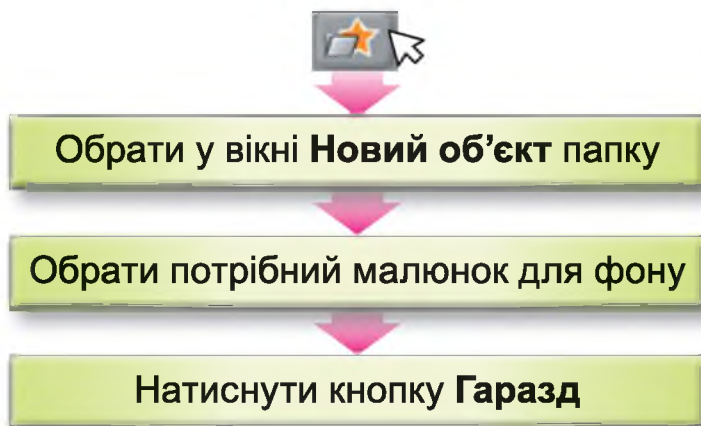 Обрати у вікні Новий об’єкт папку
Обрати потрібний малюнок для фону
Натиснути кнопку Гаразд